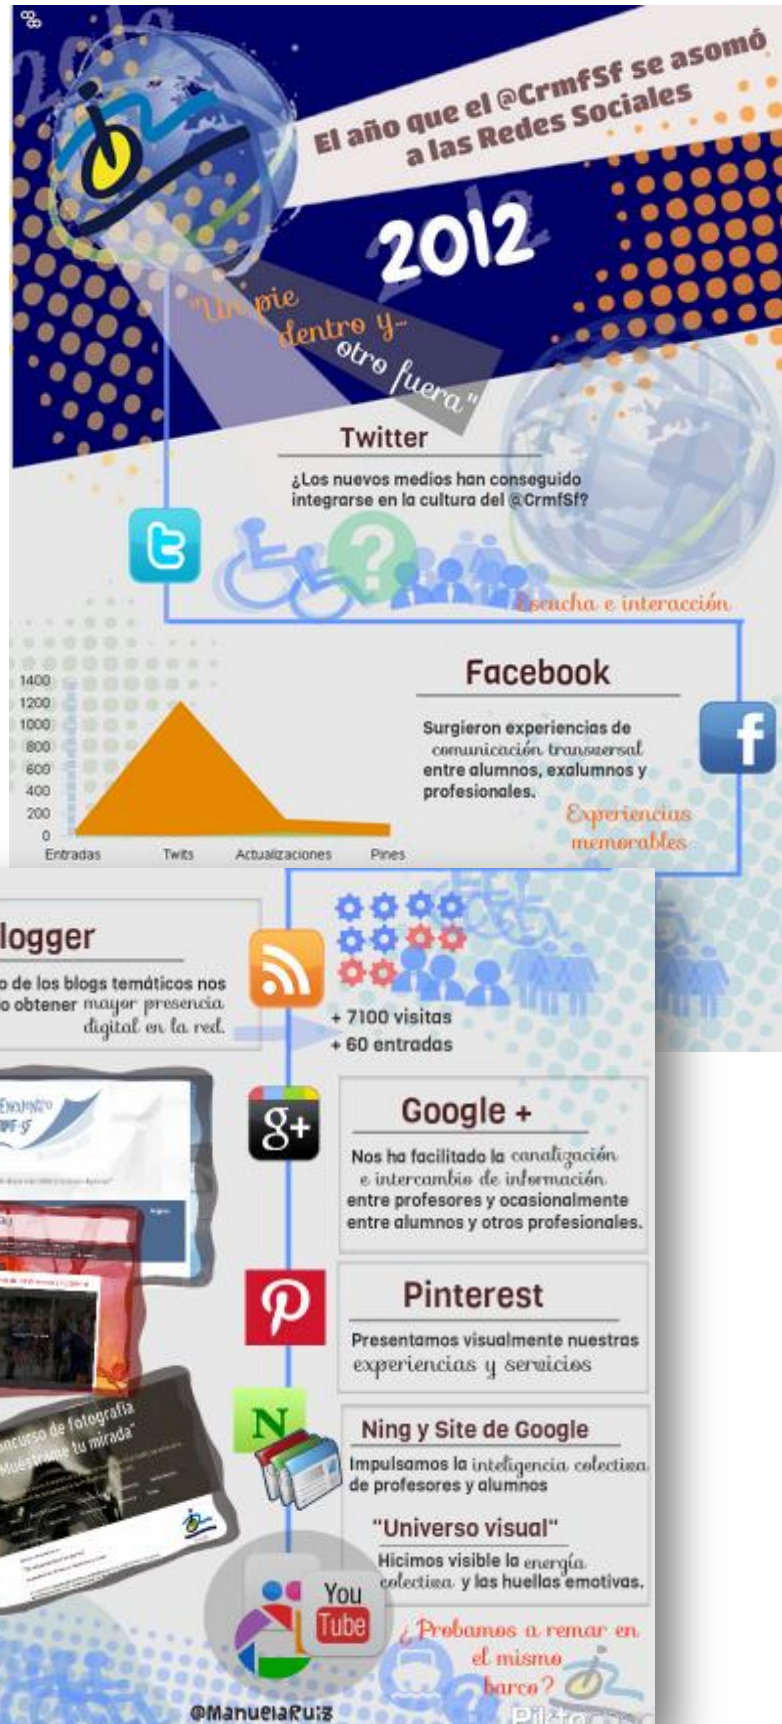 El año que el @CrmfSf se asomó
a las Redes Sociales
2012
"Un pie
dentro y...
otro fuera"
Twitter
¿Los nuevos medios han conseguido
integrarse en la cultura del @CrmfSf?
Escucha e interacción
1400
1200
1000
800
600
400
200
0
Entradas Twits Actualizaciones Pines
Facebook
Surgieron experiencias de
comunicación transversal
entre alumnos, exalumnos y
profesionales.
Experiencias
memorables
logger
o de los blogs temáticos nos
o obtener mayor presencia
digital en la red.
+ 7100 visitas
+ 60 entradas
g+
Google +
Nos ha facilitado la canalización
e intercambio de información
entre profesores y ocasionalmente
entre alumnos y otros profesionales.
Pinterest
Presentamos visualmente nuestras
experiencias y servicios
N
Ning y Site de Google
Impulsamos la inteligencia colectiva
de profesores y alumnos
"Universo visual"
Hicimos visible la energía
colectiva y las huellas emotivas.
oncurso de fotografía
Muéstrame tu mirada"
You
Tube
¿Probamos a remar en
el mismo
barco?
@ManuelaRuiz